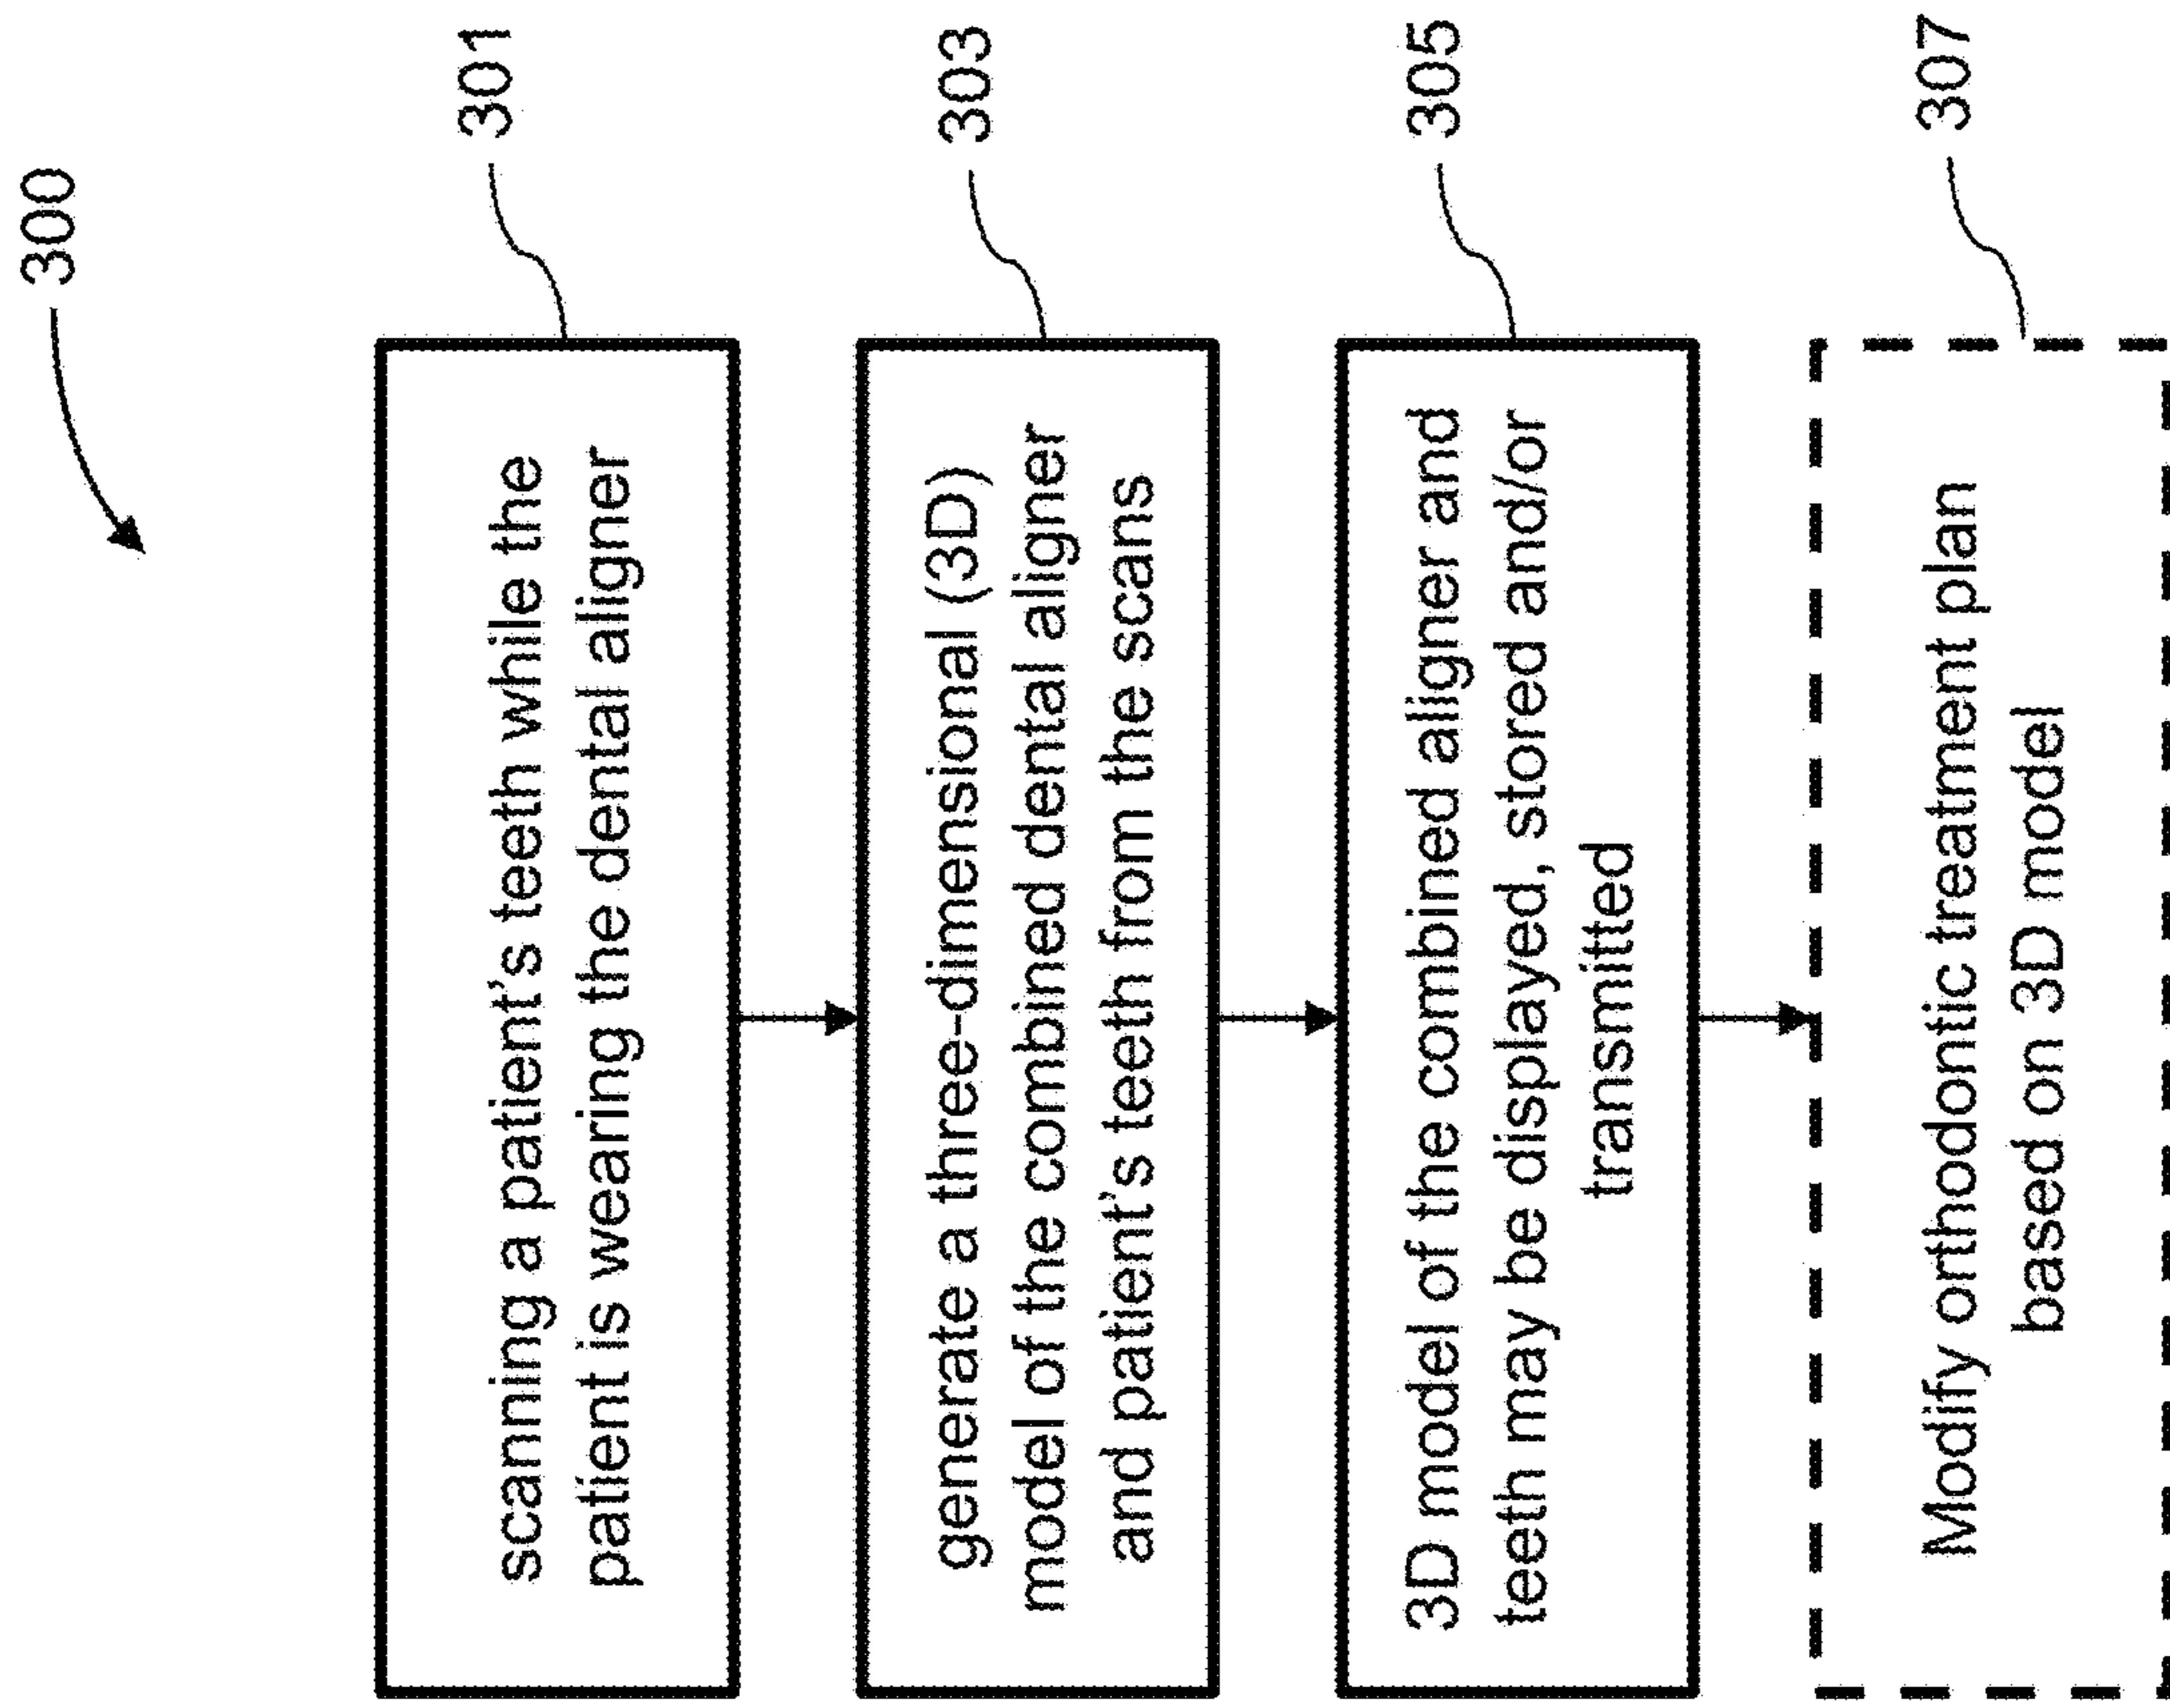 300
scanning a patient's teeth while the
patient is wearing the dental aligner
301
generate a three-dimensional (3D)
model of the combined dental aligner
and patient's teeth from the scans
303
3D model of the combined aligner and
teeth may be displayed, stored and/or
transmitted
305
Modify orthodontic treatment plan
based on 3D model
307